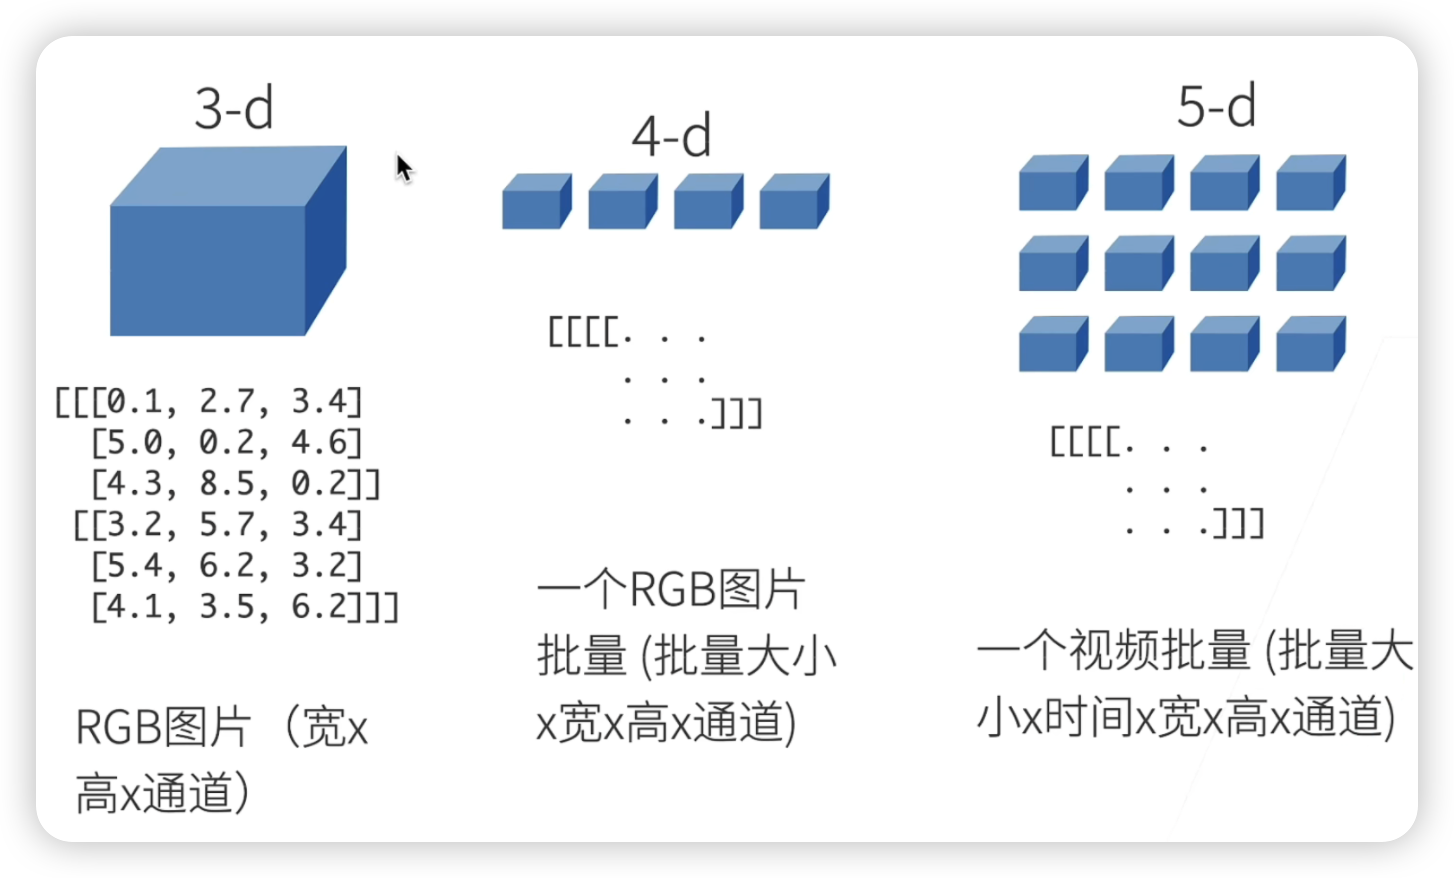 3-d
[[[0.1, 2.7, 3.4]
[5.0, 0.2, 4.6]
[4.3, 8.5, 0.2]]
[[3.2, 5.7, 3.4]
[5.4, 6.2, 3.2]
[4.1, 3.5, 6.2]]]
RGB图片（宽x
高x通道）
4-d
[[[[. . .
. . .
. . .]]]
一个RGB图片
批量 (批量大小
x宽x高x通道)
5-d
[[[[. . .
. . .
. . .]]]
一个视频批量 (批量大
小x时间x宽x高x通道)